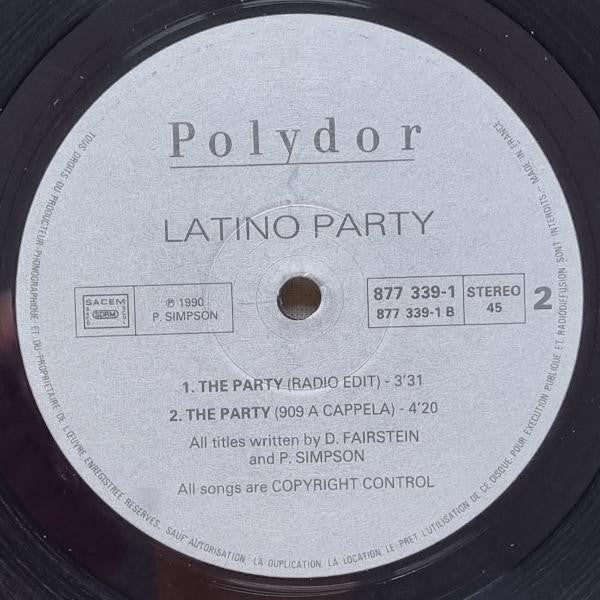 Polydor
LATINO PARTY
SACEM
SDRM
℗ 1990
P. SIMPSON
877 339-1
877 339-1 B
STEREO
45
2
1. THE PARTY (RADIO EDIT) - 3'31
2. THE PARTY (909 A CAPPELA) - 4'20
All titles written by D. FAIRSTEIN
and P. SIMPSON
All songs are COPYRIGHT CONTROL
TOUS DROITS DU PRODUCTEUR PHONOGRAPHIQUE ET DU PROPRIETAIRE DE L'ŒUVRE ENREGISTREE RESERVES. SAUF AUTORISATION LA DUPLICATION, LA LOCATION, LE PRET, L'UTILISATION DE CE DISQUE POUR EXECUTION PUBLIQUE ET RADIODIFFUSION SONT INTERDITS - MADE IN FRANCE